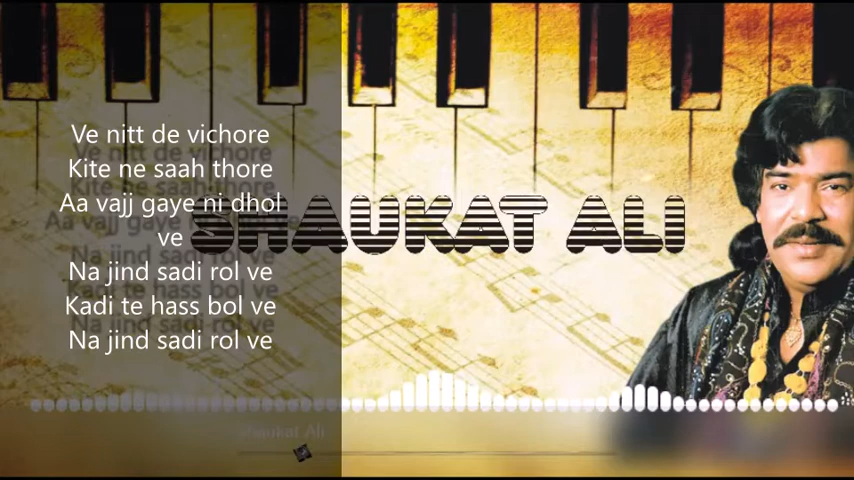 Ve nitt de vichore
Kite ne saah thore
Aa vajj gaye ni dhol
ve
Na jind sadi rol ve
Kadi te hass bol ve
Na jind sadi rol ve
SHAUKAT ALI
Shaukat Ali